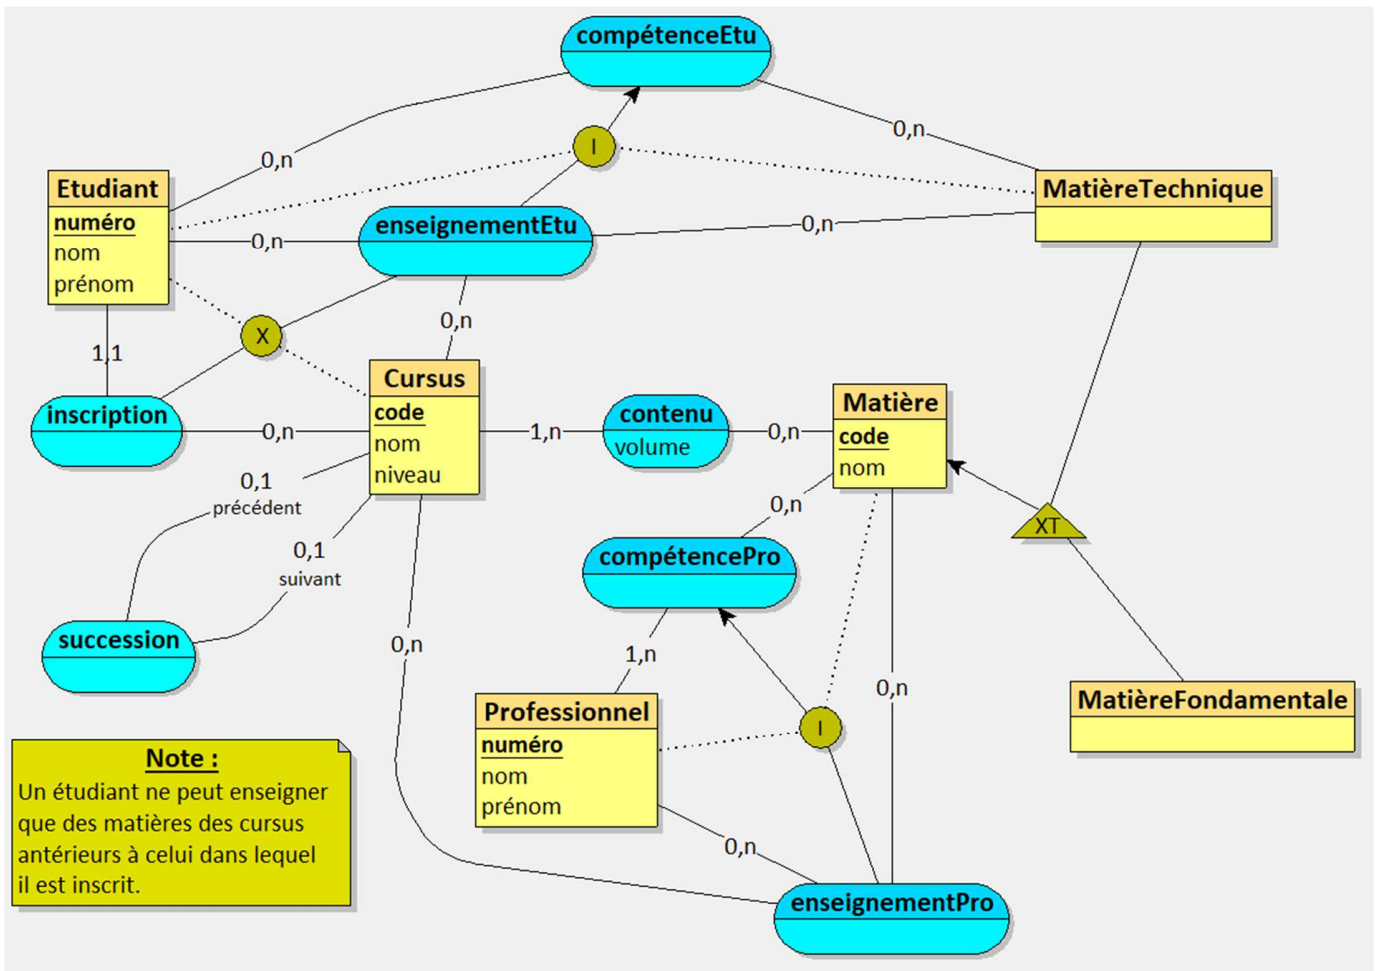 compétenceEtu
0,n
0,n
I
Etudiant
numéro
nom
prénom
MatièreTechnique
enseignementEtu
0,n
0,n
X
0,n
1,1
Cursus
code
nom
niveau
inscription
0,n
1,n
contenu
volume
0,n
Matière
code
nom
0,1
précédent
0,1
suivant
0,n
XT
compétencePro
succession
0,n
1,n
0,n
Professionnel
numéro
nom
prénom
I
MatièreFondamentale
Note :
Un étudiant ne peut enseigner
que des matières des cursus
antérieurs à celui dans lequel
il est inscrit.
0,n
enseignementPro